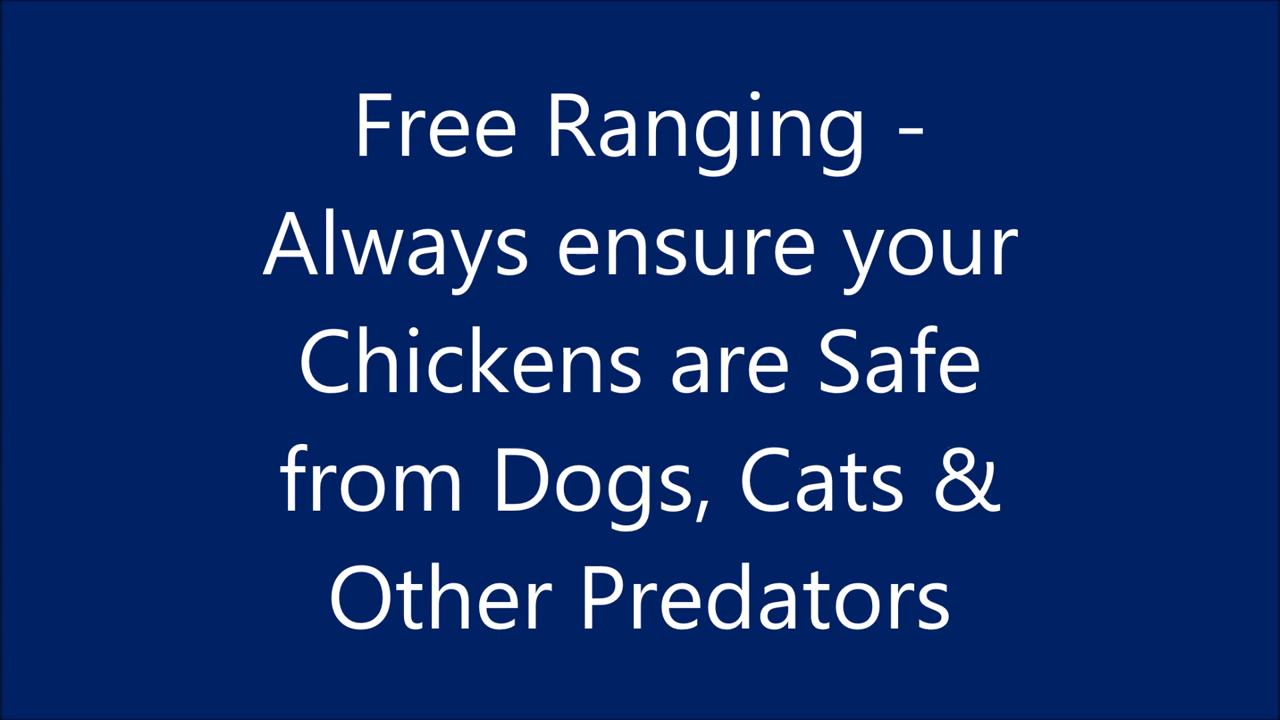 Free Ranging -
Always ensure your
Chickens are Safe
from Dogs, Cats &
Other Predators